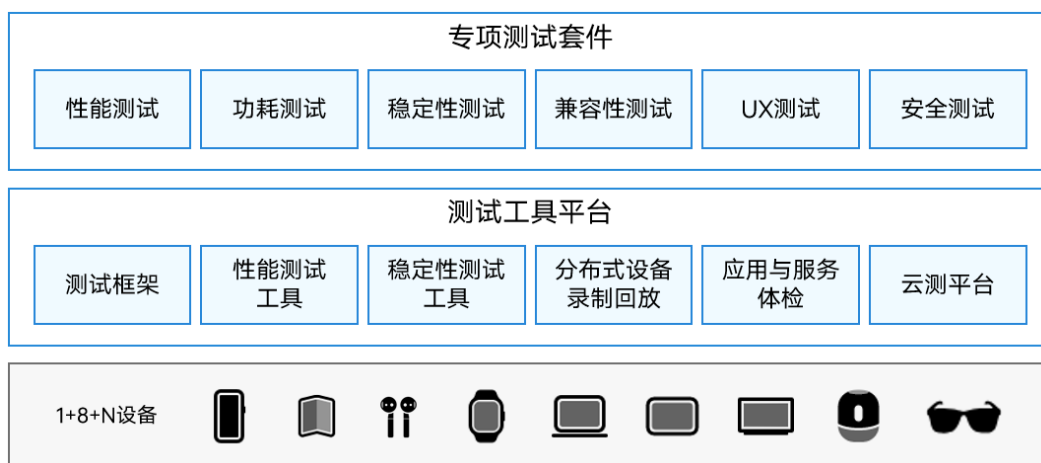 专项测试套件
性能测试
功耗测试
稳定性测试
兼容性测试
UX测试
安全测试
测试工具平台
测试框架
性能测试
工具
稳定性测试
工具
分布式设备
录制回放
应用与服务
体检
云测平台
1+8+N设备